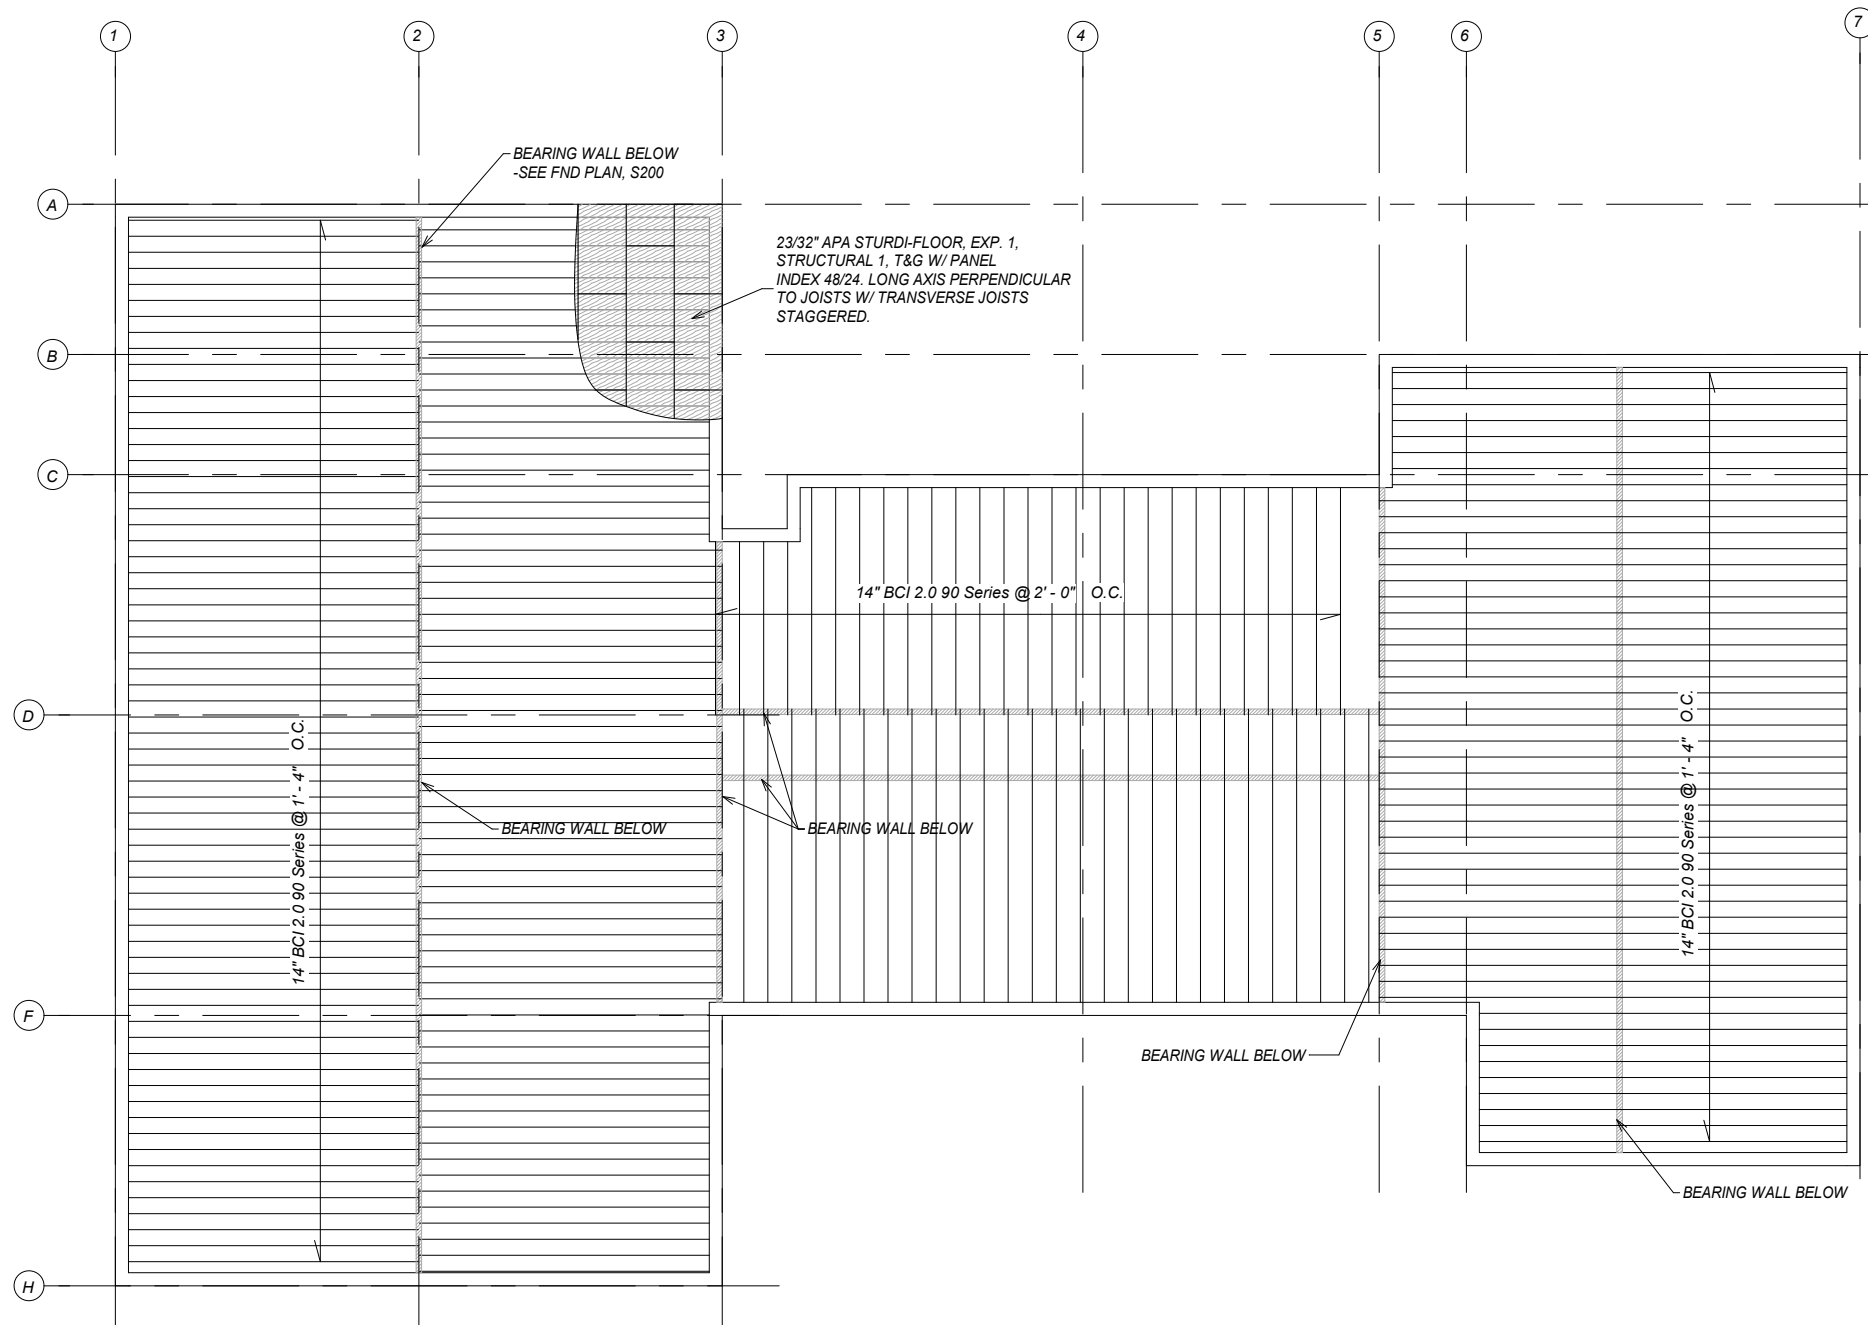 1
2
3
4
5
6
7
BEARING WALL BELOW
-SEE FND PLAN, S200
A
23/32" APA STURDI-FLOOR, EXP. 1,
STRUCTURAL 1, T&G W/ PANEL
INDEX 48/24. LONG AXIS PERPENDICULAR
TO JOISTS W/ TRANSVERSE JOISTS
STAGGERED.
B
C
14" BCI 2.0 90 Series @ 2' - 0" O.C.
D
14" BCI 2.0 90 Series @ 1' - 4" O.C.
14" BCI 2.0 90 Series @ 1' - 4" O.C.
BEARING WALL BELOW
BEARING WALL BELOW
F
BEARING WALL BELOW
BEARING WALL BELOW
H